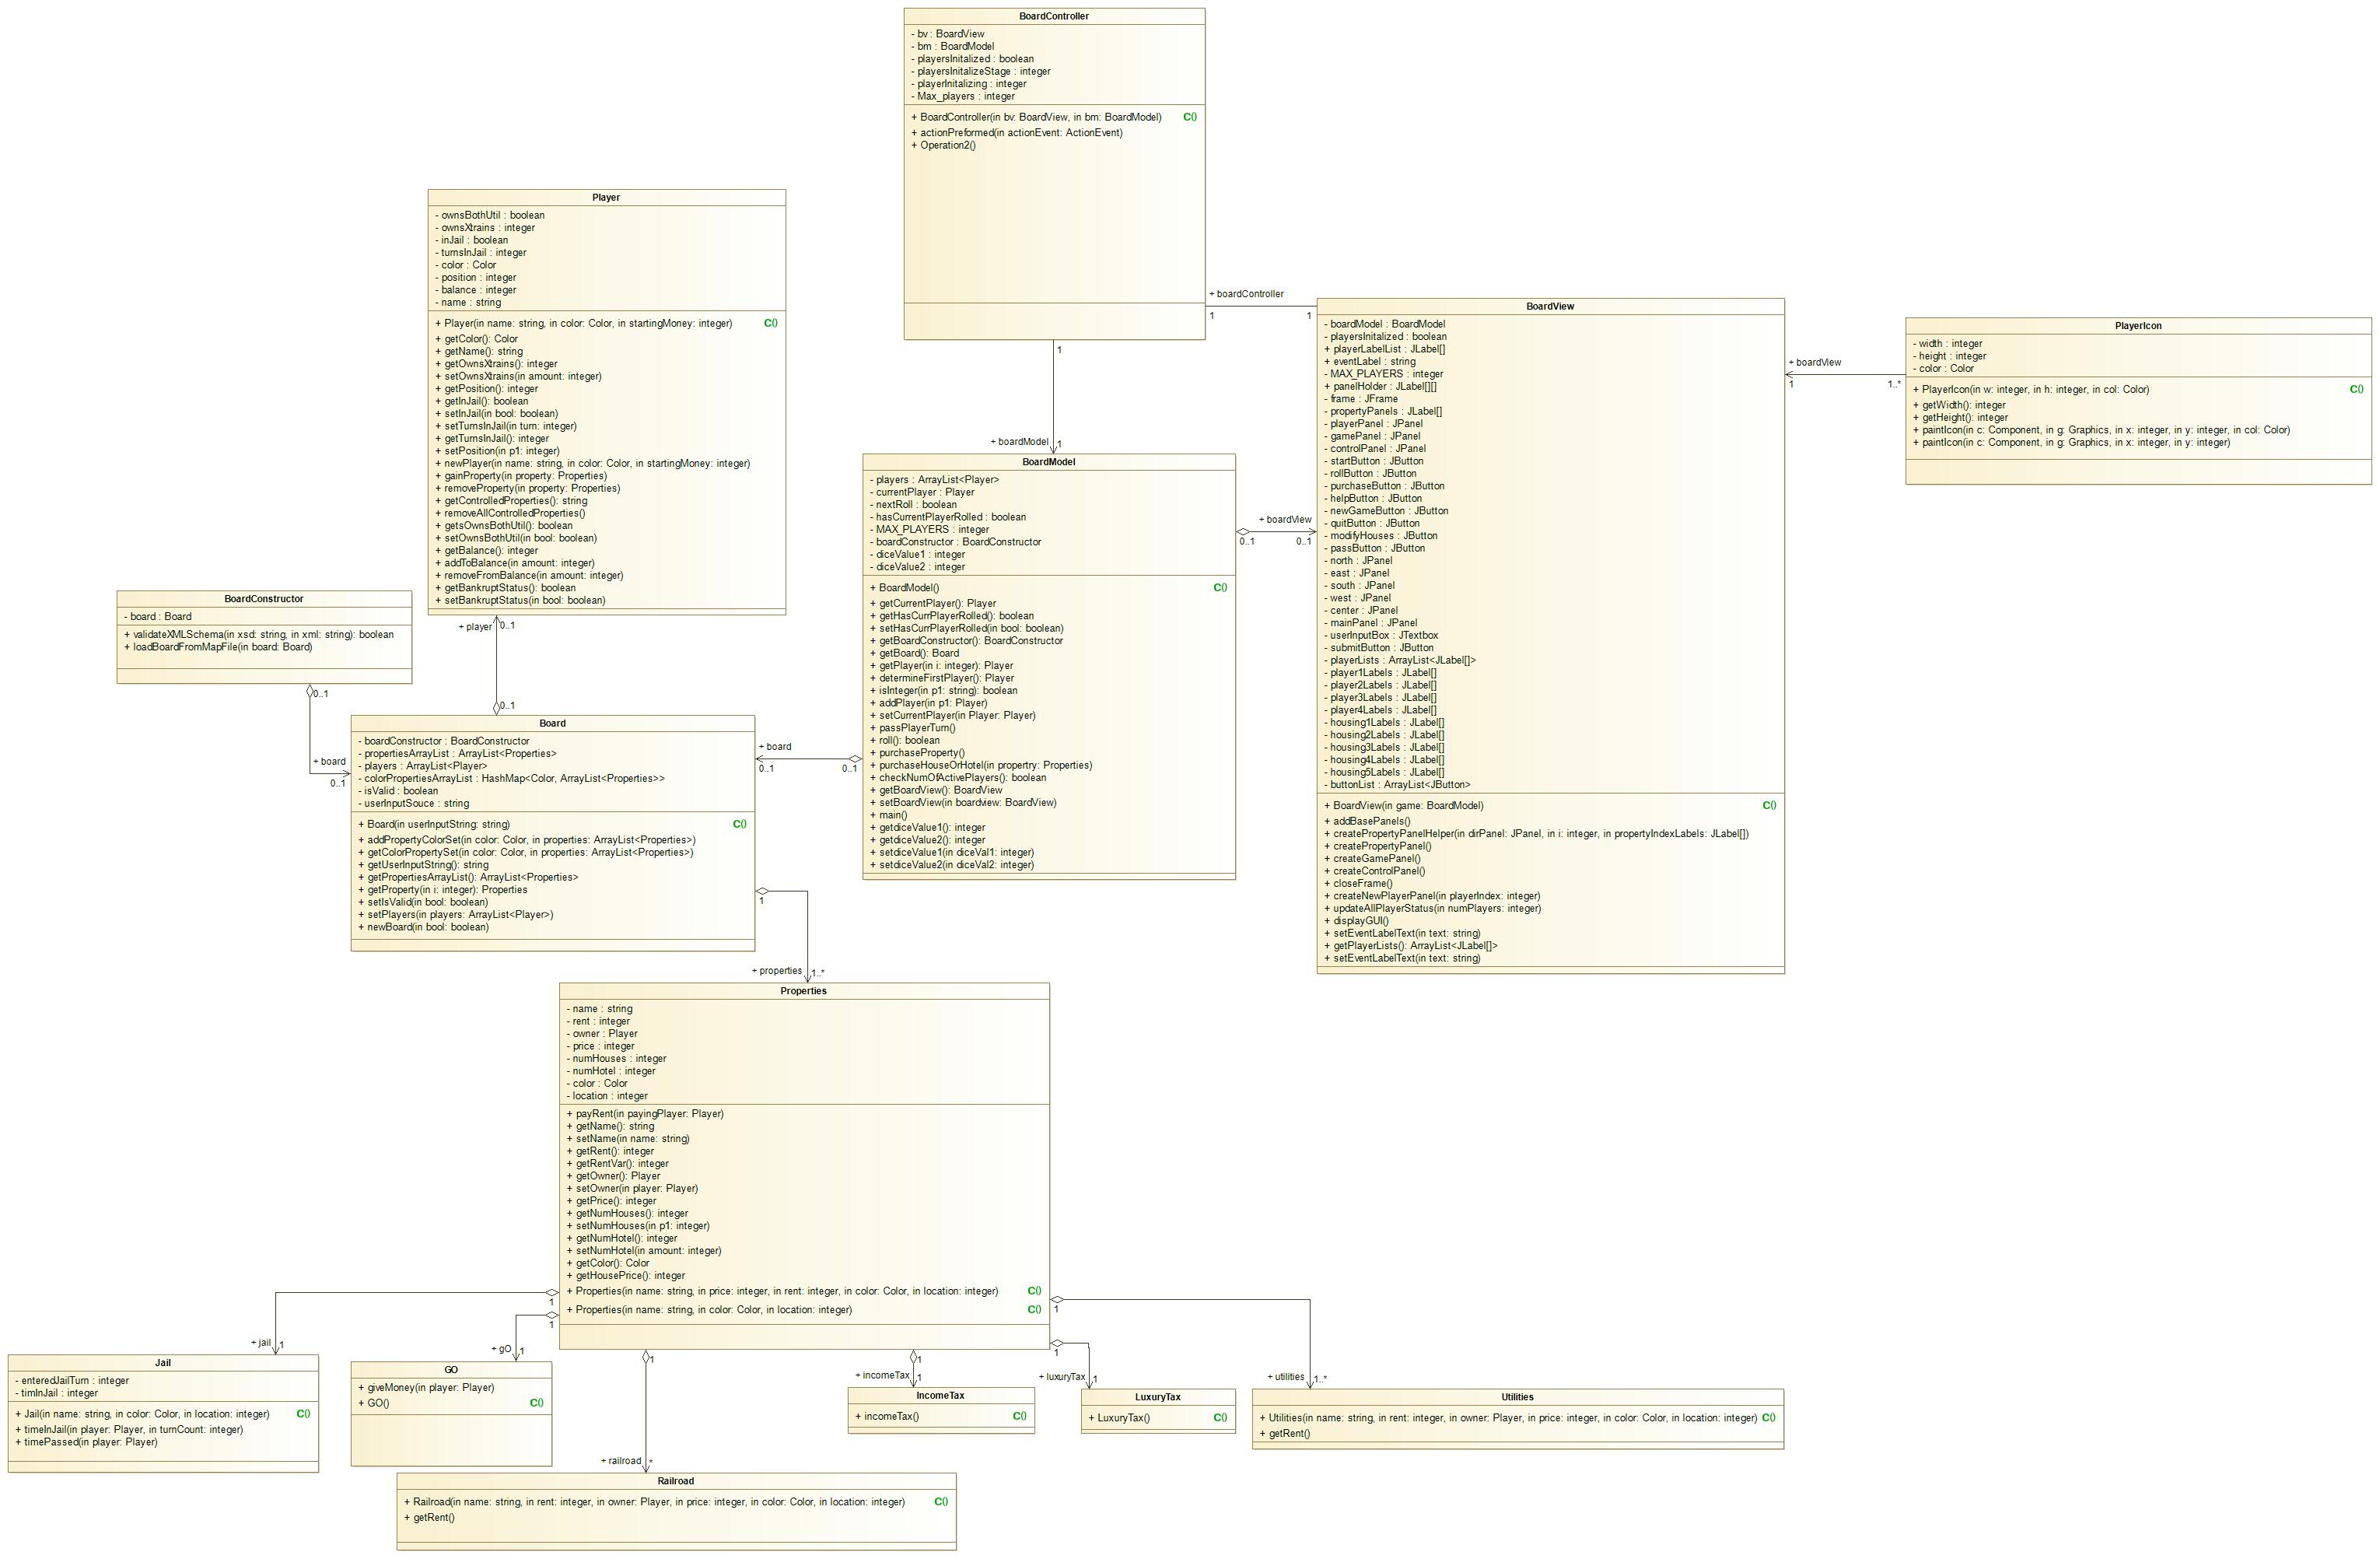 BoardController
- bv : BoardView
- bm : BoardModel
- playersInitalized : boolean
- playersInitalizeStage : integer
- playerInitalizing : integer
- Max_players : integer
+ BoardController(in bv: BoardView, in bm: BoardModel) C()
+ actionPreformed(in actionEvent: ActionEvent)
+ Operation2()
Player
- ownsBothUtil : boolean
- ownsXtrains : integer
- inJail : boolean
- turnsInJail : integer
- color : Color
- position : integer
- balance : integer
- name : string
+ Player(in name: string, in color: Color, in startingMoney: integer) C()
+ getColor(): Color
+ getName(): string
+ getOwnsXtrains(): integer
+ setOwnsXtrains(in amount: integer)
+ getPosition(): integer
+ getInJail(): boolean
+ setInJail(in bool: boolean)
+ setTurnsInJail(in turn: integer)
+ getTurnsInJail(): integer
+ setPosition(in p1: integer)
+ newPlayer(in name: string, in color: Color, in startingMoney: integer)
+ gainProperty(in property: Properties)
+ removeProperty(in property: Properties)
+ getControlledProperties(): string
+ removeAllControlledProperties()
+ getsOwnsBothUtil(): boolean
+ setOwnsBothUtil(in bool: boolean)
+ getBalance(): integer
+ addToBalance(in amount: integer)
+ removeFromBalance(in amount: integer)
+ getBankruptStatus(): boolean
+ setBankruptStatus(in bool: boolean)
+ boardController
1 1
BoardView
- boardModel : BoardModel
- playersInitalized : boolean
+ playerLabelList : JLabel[]
+ eventLabel : string
- MAX_PLAYERS : integer
+ panelHolder : JLabel[][]
- frame : JFrame
- propertyPanels : JLabel[]
- playerPanel : JPanel
- gamePanel : JPanel
- controlPanel : JPanel
- startButton : JButton
- rollButton : JButton
- purchaseButton : JButton
- helpButton : JButton
- newGameButton : JButton
- quitButton : JButton
- modifyHouses : JButton
- passButton : JButton
- north : JPanel
- east : JPanel
- south : JPanel
- west : JPanel
- center : JPanel
- mainPanel : JPanel
- userInputBox : JTextbox
- submitButton : JButton
- playerLists : ArrayList<JLabel[]>
- player1Labels : JLabel[]
- player2Labels : JLabel[]
- player3Labels : JLabel[]
- player4Labels : JLabel[]
- housing1Labels : JLabel[]
- housing2Labels : JLabel[]
- housing3Labels : JLabel[]
- housing4Labels : JLabel[]
- housing5Labels : JLabel[]
- buttonList : ArrayList<JButton>
+ BoardView(in game: BoardModel) C()
+ addBasePanels()
+ createPropertyPanelHelper(in dirPanel: JPanel, in i: integer, in propertyIndexLabels: JLabel[])
+ createPropertyPanel()
+ createGamePanel()
+ createControlPanel()
+ closeFrame()
+ createNewPlayerPanel(in playerIndex: integer)
+ updateAllPlayerStatus(in numPlayers: integer)
+ displayGUI()
+ setEventLabelText(in text: string)
+ getPlayerLists(): ArrayList<JLabel[]>
+ setEventLabelText(in text: string)
+ boardView
1 1..*
PlayerIcon
- width : integer
- height : integer
- color : Color
+ PlayerIcon(in w: integer, in h: integer, in col: Color) C()
+ getWidth(): integer
+ getHeight(): integer
+ paintIcon(in c: Component, in g: Graphics, in x: integer, in y: integer, in col: Color)
+ paintIcon(in c: Component, in g: Graphics, in x: integer, in y: integer)
1
+ boardModel 1
BoardModel
- players : ArrayList<Player>
- currentPlayer : Player
- nextRoll : boolean
- hasCurrentPlayerRolled : boolean
- MAX_PLAYERS : integer
- boardConstructor : BoardConstructor
- diceValue1 : integer
- diceValue2 : integer
+ BoardModel() C()
+ getCurrentPlayer(): Player
+ getHasCurrPlayerRolled(): boolean
+ setHasCurrPlayerRolled(in bool: boolean)
+ getBoardConstructor(): BoardConstructor
+ getBoard(): Board
+ getPlayer(in i: integer): Player
+ determineFirstPlayer(): Player
+ isInteger(in p1: string): boolean
+ addPlayer(in p1: Player)
+ setCurrentPlayer(in Player: Player)
+ passPlayerTurn()
+ roll(): boolean
+ purchaseProperty()
+ purchaseHouseOrHotel(in propertry: Properties)
+ checkNumOfActivePlayers(): boolean
+ getBoardView(): BoardView
+ setBoardView(in boardview: BoardView)
+ main()
+ getdiceValue1(): integer
+ getdiceValue2(): integer
+ setdiceValue1(in diceVal1: integer)
+ setdiceValue2(in diceVal2: integer)
+ boardView
0..1 0..1
BoardConstructor
- board : Board
+ validateXMLSchema(in xsd: string, in xml: string): boolean
+ loadBoardFromMapFile(in board: Board)
0..1
+ board
0..1
+ player 0..1
0..1
Board
- boardConstructor : BoardConstructor
- propertiesArrayList : ArrayList<Properties>
- players : ArrayList<Player>
- colorPropertiesArrayList : HashMap<Color, ArrayList<Properties>>
- isValid : boolean
- userInputSouce : string
+ Board(in userInputString: string) C()
+ addPropertyColorSet(in color: Color, in properties: ArrayList<Properties>)
+ getColorPropertySet(in color: Color, in properties: ArrayList<Properties>)
+ getUserInputString(): string
+ getPropertiesArrayList(): ArrayList<Properties>
+ getProperty(in i: integer): Properties
+ setIsValid(in bool: boolean)
+ setPlayers(in players: ArrayList<Player>)
+ newBoard(in bool: boolean)
+ board
0..1 0..1
1
+ properties 1..*
Properties
- name : string
- rent : integer
- owner : Player
- price : integer
- numHouses : integer
- numHotel : integer
- color : Color
- location : integer
+ payRent(in payingPlayer: Player)
+ getName(): string
+ setName(in name: string)
+ getRent(): integer
+ getRentVar(): integer
+ getOwner(): Player
+ setOwner(in player: Player)
+ getPrice(): integer
+ getNumHouses(): integer
+ setNumHouses(in p1: integer)
+ getNumHotel(): integer
+ setNumHotel(in amount: integer)
+ getColor(): Color
+ getHousePrice(): integer
+ Properties(in name: string, in price: integer, in rent: integer, in color: Color, in location: integer) C()
+ Properties(in name: string, in color: Color, in location: integer) C()
1
+ jail 1
Jail
- enteredJailTurn : integer
- timInJail : integer
+ Jail(in name: string, in color: Color, in location: integer) C()
+ timeInJail(in player: Player, in turnCount: integer)
+ timePassed(in player: Player)
1
+ gO 1
GO
+ giveMoney(in player: Player)
+ GO() C()
1
+ railroad *
Railroad
+ Railroad(in name: string, in rent: integer, in owner: Player, in price: integer, in color: Color, in location: integer) C()
+ getRent()
1
+ incomeTax 1
IncomeTax
+ incomeTax() C()
1
+ luxuryTax 1
LuxuryTax
+ LuxuryTax() C()
1
+ utilities 1..*
Utilities
+ Utilities(in name: string, in rent: integer, in owner: Player, in price: integer, in color: Color, in location: integer) C()
+ getRent()